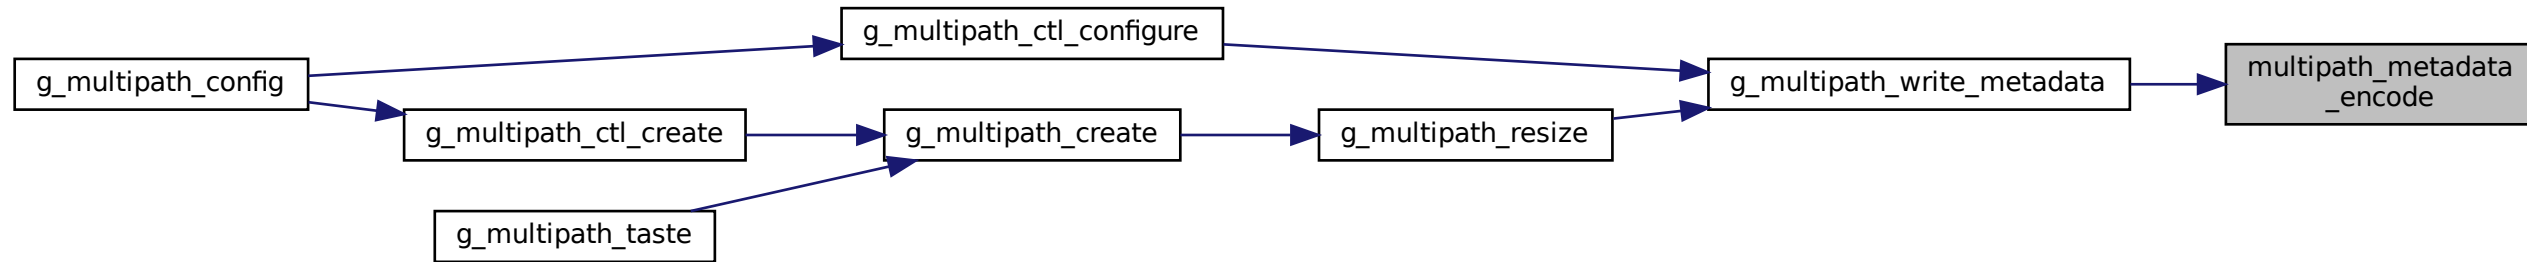 g_multipath_ctl_configure
g_multipath_config
g_multipath_write_metadata
multipath_metadata
_encode
g_multipath_ctl_create
g_multipath_create
g_multipath_resize
g_multipath_taste